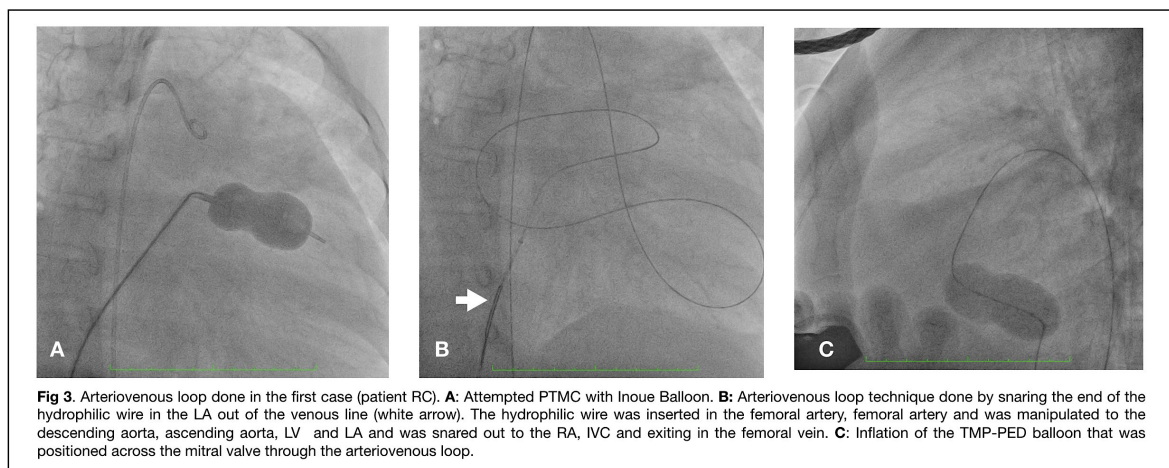 A
B
C
Fig 3. Arteriovenous loop done in the first case (patient RC). A: Attempted PTMC with Inoue Balloon. B: Arteriovenous loop technique done by snaring the end of the
hydrophilic wire in the LA out of the venous line (white arrow). The hydrophilic wire was inserted in the femoral artery, femoral artery and was manipulated to the
descending aorta, ascending aorta, LV and LA and was snared out to the RA, IVC and exiting in the femoral vein. C: Inflation of the TMP-PED balloon that was
positioned across the mitral valve through the arteriovenous loop.